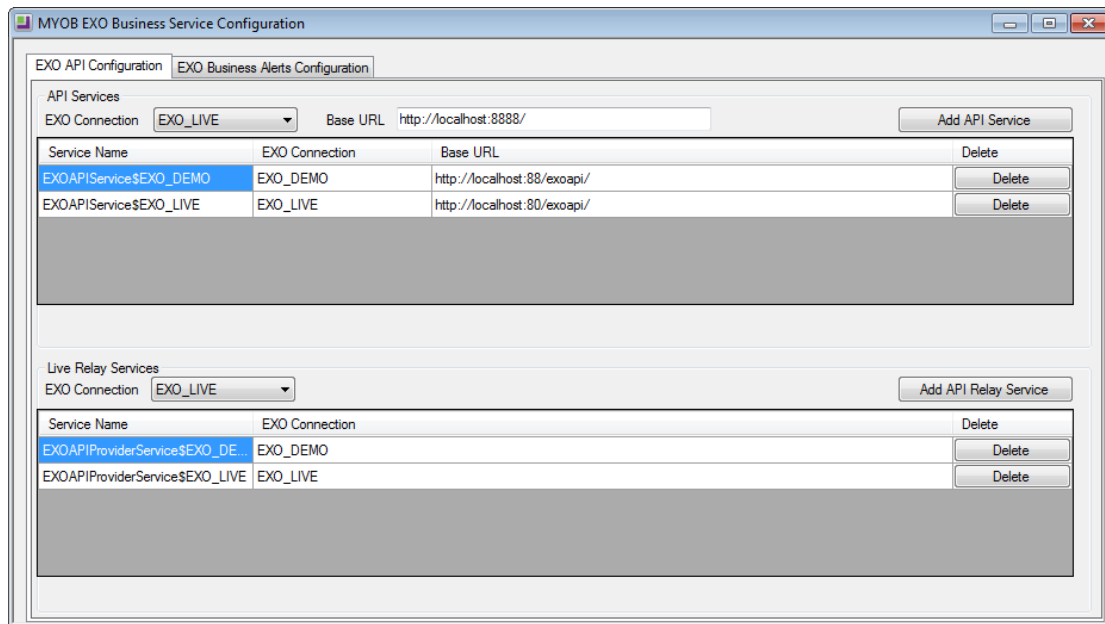 MYOB EXO Business Service Configuration
EXO API Configuration EXO Business Alerts Configuration
API Services
EXO Connection EXO_LIVE Base URL http://localhost:8888/ Add API Service
Service Name EXO Connection Base URL Delete
EXOAPIService$EXO_DEMO EXO_DEMO http://localhost:88/exoapi/ Delete
EXOAPIService$EXO_LIVE EXO_LIVE http://localhost:80/exoapi/ Delete
Live Relay Services
EXO Connection EXO_LIVE Add API Relay Service
Service Name EXO Connection Delete
EXOAPIProviderService$EXO_DE... EXO_DEMO Delete
EXOAPIProviderService$EXO_LIVE EXO_LIVE Delete